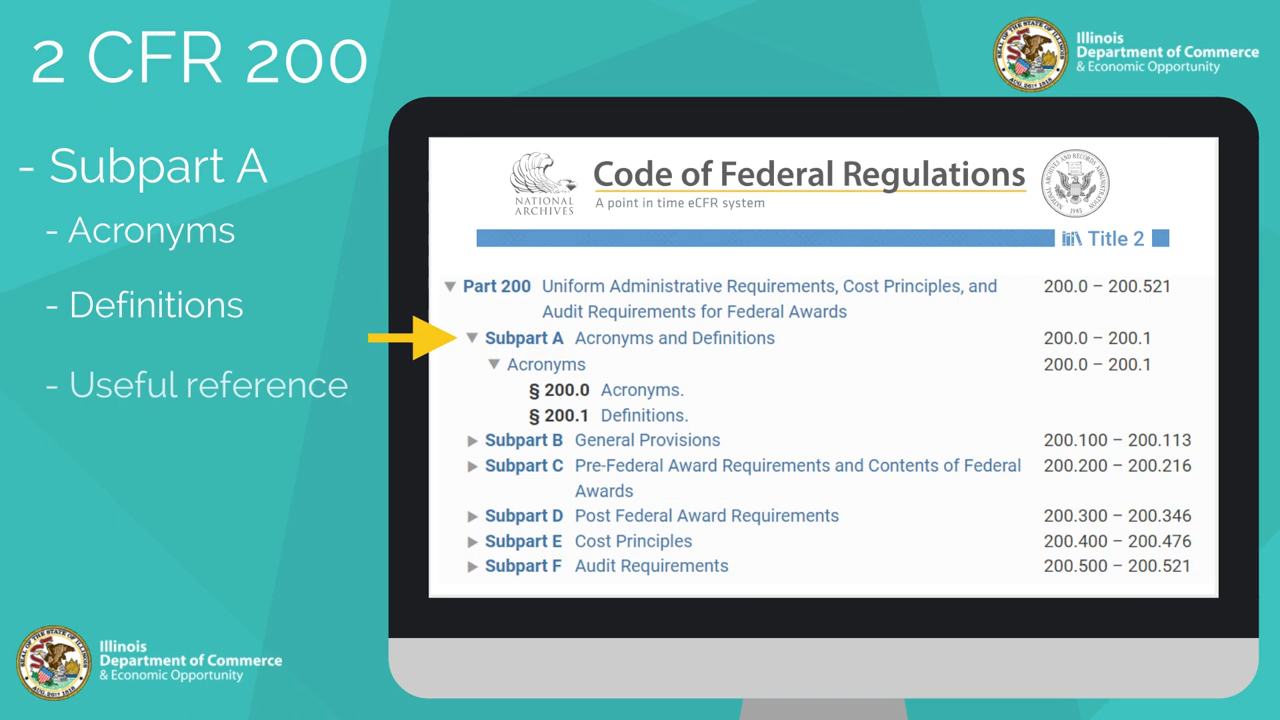 2 CFR 200
Illinois
Department of Commerce
& Economic Opportunity
- Subpart A
- Acronyms
- Definitions
- Useful reference
NATIONAL
ARCHIVES
Code of Federal Regulations
A point in time eCFR system
Title 2
Part 200 Uniform Administrative Requirements, Cost Principles, and 200.0 – 200.521
Audit Requirements for Federal Awards
Subpart A Acronyms and Definitions 200.0 – 200.1
Acronyms 200.0 – 200.1
§ 200.0 Acronyms.
§ 200.1 Definitions.
Subpart B General Provisions 200.100 – 200.113
Subpart C Pre-Federal Award Requirements and Contents of Federal 200.200 – 200.216
Awards
Subpart D Post Federal Award Requirements 200.300 – 200.346
Subpart E Cost Principles 200.400 – 200.476
Subpart F Audit Requirements 200.500 – 200.521
Illinois
Department of Commerce
& Economic Opportunity